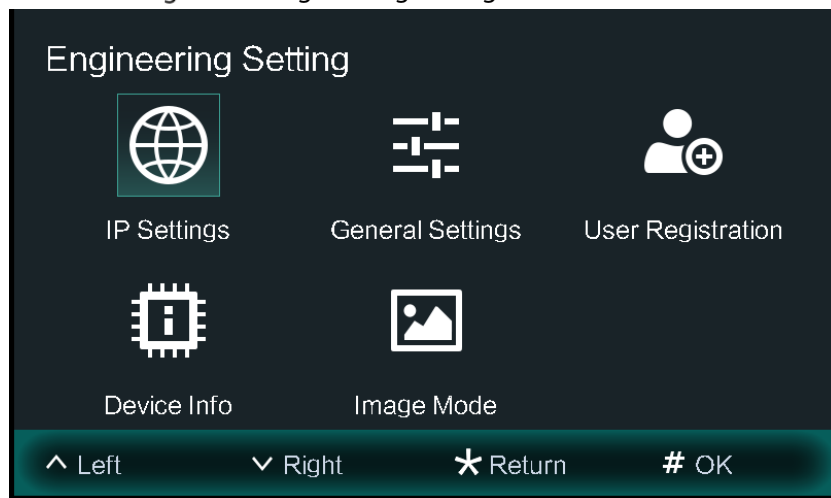 Engineering Setting
IP Settings
General Settings
User Registration
Device Info
Image Mode
Left
Right
* Return
# OK